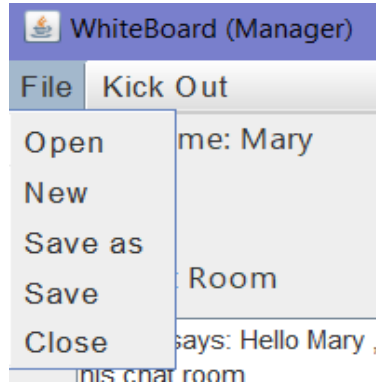 WhiteBoard (Manager)
File Kick Out
Open
me: Mary
New
Save as
Room
Save
Close
says: Hello Mary ,
his chat room